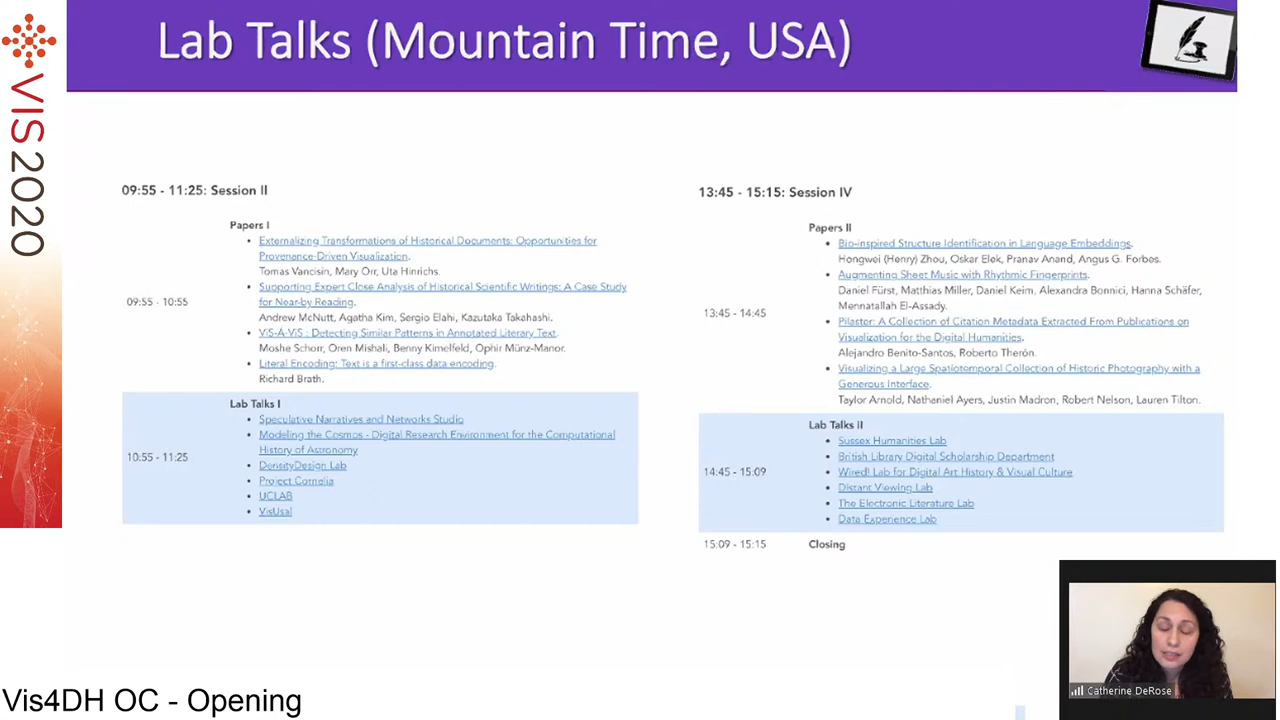 Lab Talks (Mountain Time, USA)
VIS2020
09:55 - 11:25: Session II
Papers I
09:55 - 10:55
• Externalizing Transformations of Historical Documents: Opportunities for
Provenance-Driven Visualization.
Tomas Vancisin, Mary Orr, Uta Hinrichs.
• Supporting Expert Close Analysis of Historical Scientific Writings: A Case Study
for Near-by Reading.
Andrew McNutt, Agatha Kim, Sergio Elahi, Kazutaka Takahashi.
• ViS-Á-ViS : Detecting Similar Patterns in Annotated Literary Text.
Moshe Schorr, Oren Mishali, Benny Kimelfeld, Ophir Münz-Manor.
• Literal Encoding: Text is a first-class data encoding.
Richard Brath.
Lab Talks I
10:55 - 11:25
• Speculative Narratives and Networks Studio
• Modeling the Cosmos - Digital Research Environment for the Computational
History of Astronomy
• DensityDesign Lab
• Project Cornelia
• UCLAB
• VisUsal
13:45 - 15:15: Session IV
Papers II
13:45 - 14:45
• Bio-inspired Structure Identification in Language Embeddings.
Hongwei (Henry) Zhou, Oskar Elek, Pranav Anand, Angus G. Forbes.
• Augmenting Sheet Music with Rhythmic Fingerprints.
Daniel Fürst, Matthias Miller, Daniel Keim, Alexandra Bonnici, Hanna Schäfer,
Mennatallah El-Assady.
• Pilaster: A Collection of Citation Metadata Extracted From Publications on
Visualization for the Digital Humanities.
Alejandro Benito-Santos, Roberto Therón.
• Visualizing a Large Spatiotemporal Collection of Historic Photography with a
Generous Interface.
Taylor Arnold, Nathaniel Ayers, Justin Madron, Robert Nelson, Lauren Tilton.
Lab Talks II
14:45 - 15:09
• Sussex Humanities Lab
• British Library Digital Scholarship Department
• Wired! Lab for Digital Art History & Visual Culture
• Distant Viewing Lab
• The Electronic Literature Lab
• Data Experience Lab
15:09 - 15:15 Closing
Catherine DeRose
Vis4DH OC - Opening